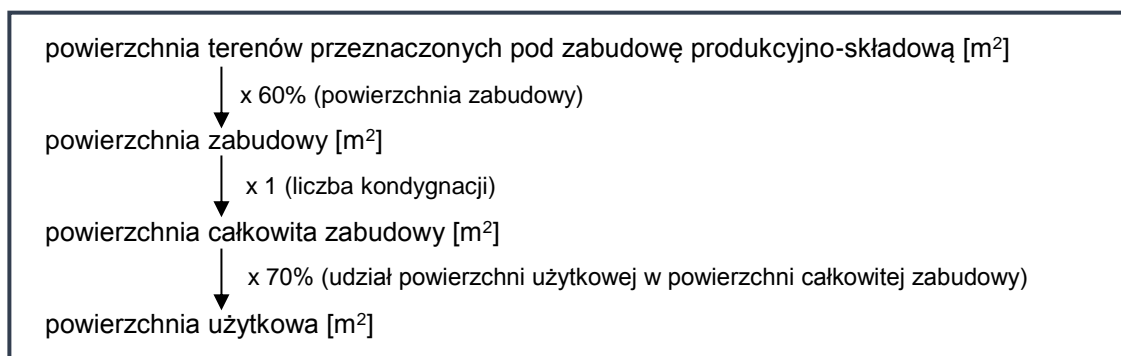 powierzchnia terenów przeznaczonych pod zabudowę produkcyjno-składową [m²]
x 60% (powierzchnia zabudowy)
powierzchnia zabudowy [m²]
x 1 (liczba kondygnacji)
powierzchnia całkowita zabudowy [m²]
x 70% (udział powierzchni użytkowej w powierzchni całkowitej zabudowy)
powierzchnia użytkowa [m²]